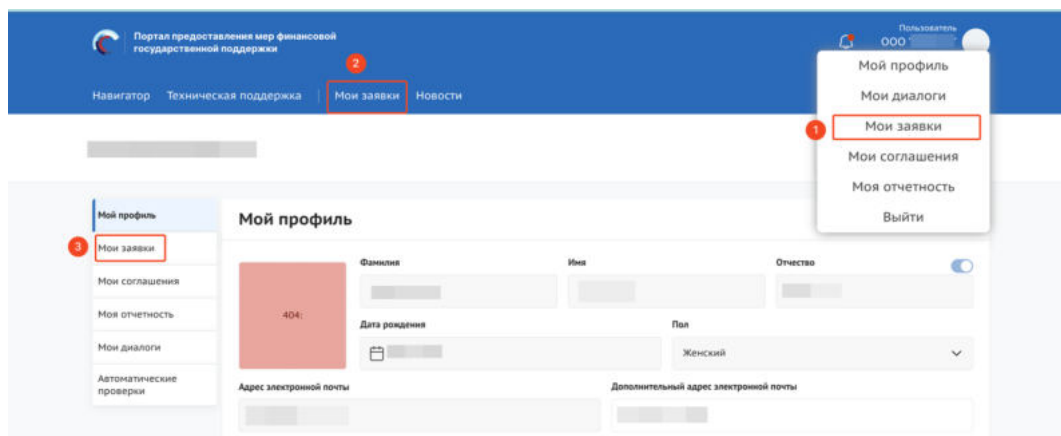 Портал предоставления мер финансовой
государственной поддержки
Пользователь
ООО
2
Навигатор Техническая поддержка | Мои заявки Новости
Мой профиль
Мои диалоги
1 Мои заявки
Мои соглашения
Моя отчетность
Выйти
Мой профиль
3 Мои заявки
Мои соглашения
Моя отчетность
Мои диалоги
Автоматические
проверки
Мой профиль
Фамилия Имя Отчество
404:
Дата рождения Пол
Женский
Адрес электронной почты Дополнительный адрес электронной почты